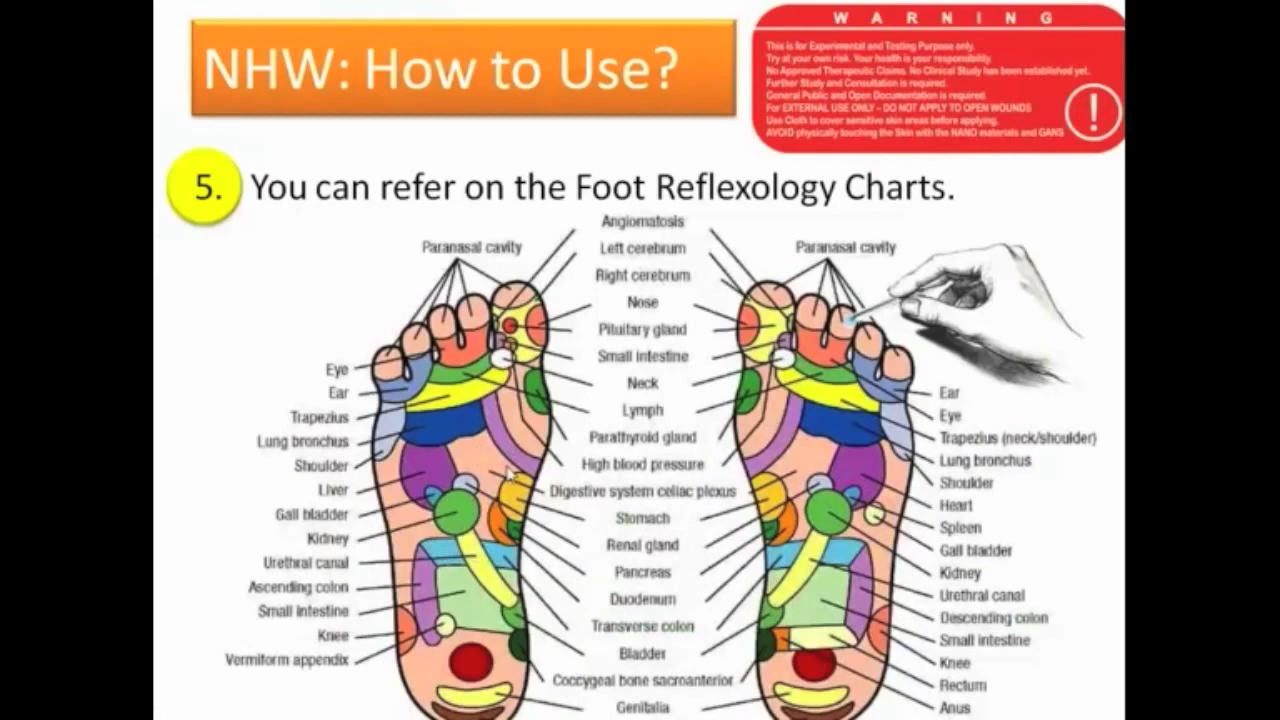 NHW: How to Use?
WARNING
This is for Experimental and Testing Purpose only.
Try at your own risk. Your health is your responsibility.
No Approved Therapeutic Claims. No Clinical Study has been established yet.
Further Study and Consultation is required.
General Public and Open Documentation is required.
For EXTERNAL USE ONLY – DO NOT APPLY TO OPEN WOUNDS
Use Cloth to cover sensitive skin areas before applying.
AVOID physically touching the Skin with the NANO materials and GANS
!
5. You can refer on the Foot Reflexology Charts.
Paranasal cavity
Eye
Ear
Trapezius
Lung bronchus
Shoulder
Liver
Gall bladder
Kidney
Urethral canal
Ascending colon
Small intestine
Knee
Vermiform appendix
Angiomatosis
Left cerebrum
Right cerebrum
Nose
Pituitary gland
Small intestine
Neck
Lymph
Parathyroid gland
High blood pressure
Digestive system celiac plexus
Stomach
Renal gland
Pancreas
Duodenum
Transverse colon
Bladder
Coccygeal bone sacroanterior
Genitalia
Paranasal cavity
Ear
Eye
Trapezius (neck/shoulder)
Lung bronchus
Shoulder
Heart
Spleen
Gall bladder
Kidney
Urethral canal
Descending colon
Small intestine
Knee
Rectum
Anus